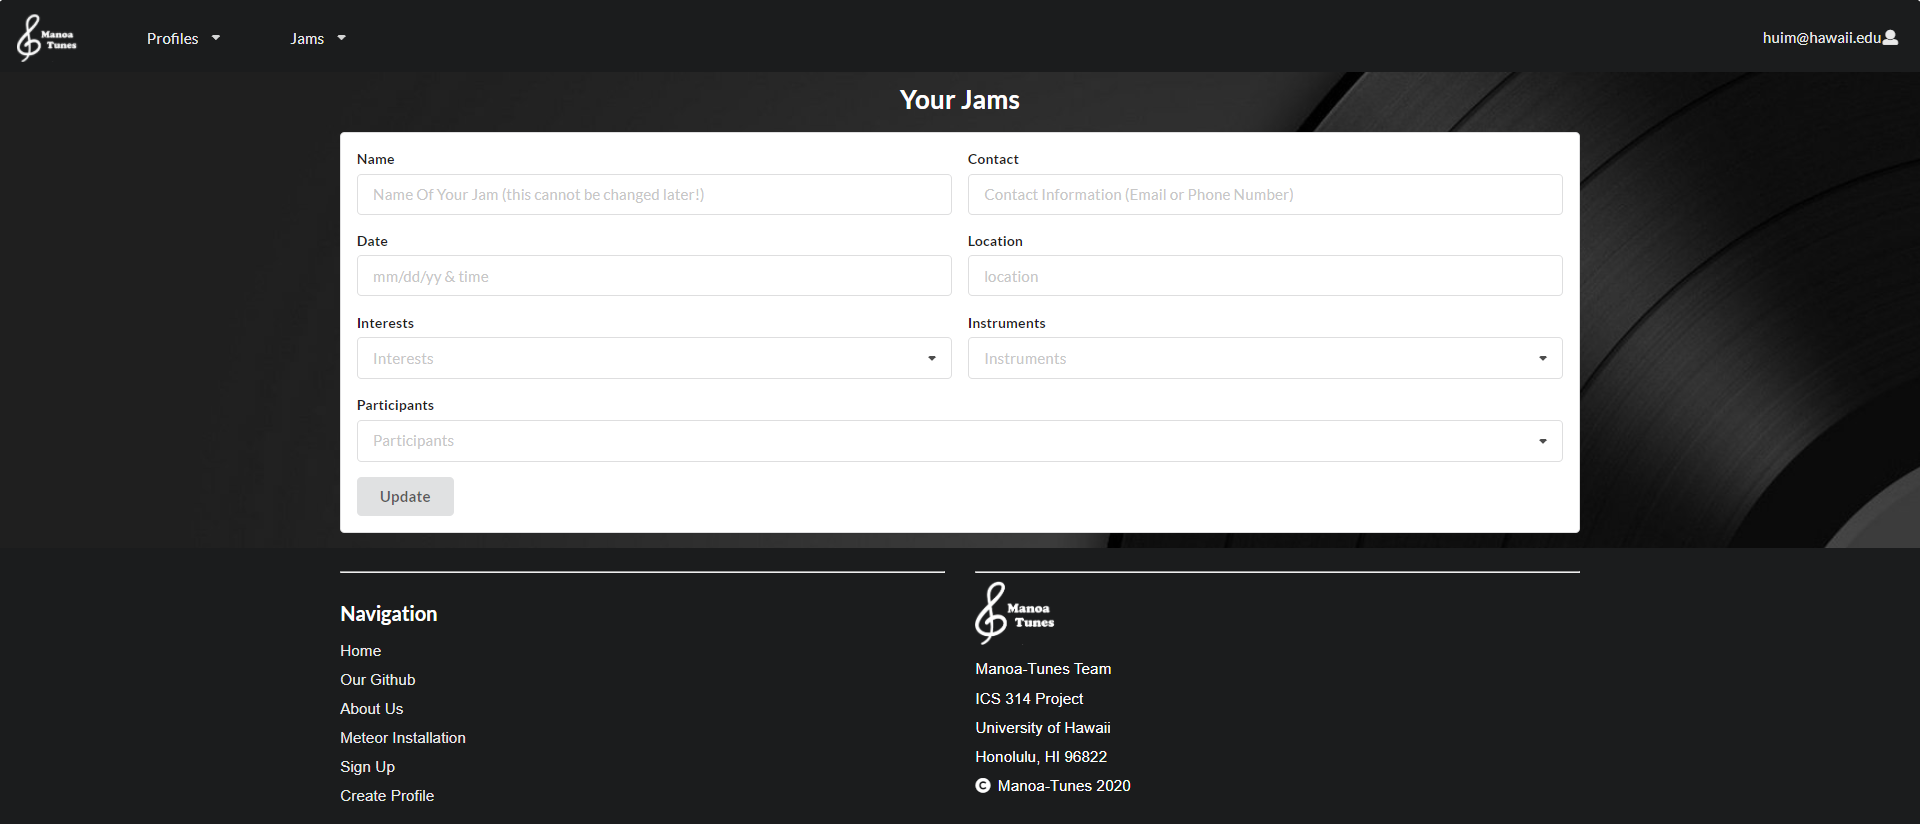 Manoa
Tunes
Profiles
Jams
huim@hawaii.edu
Your Jams
Name
Contact
Name Of Your Jam (this cannot be changed later!)
Contact Information (Email or Phone Number)
Date
Location
mm/dd/yy & time
location
Interests
Instruments
Interests
Instruments
Participants
Participants
Update
Navigation
Home
Our Github
About Us
Meteor Installation
Sign Up
Create Profile
Manoa
Tunes
Manoa-Tunes Team
ICS 314 Project
University of Hawaii
Honolulu, HI 96822
© Manoa-Tunes 2020